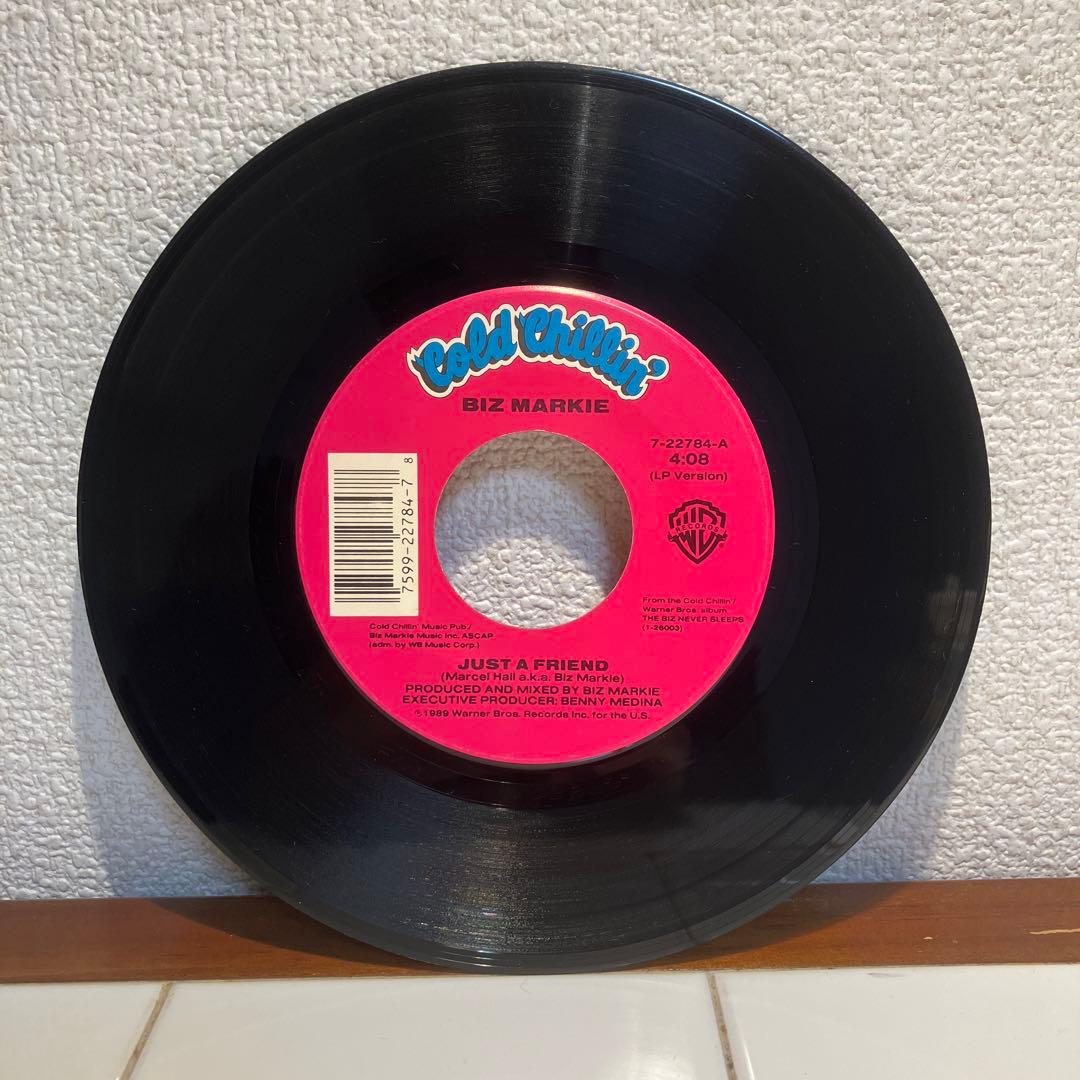 Cold Chillin'
BIZ MARKIE
7-22784-A
4:08
(LP Version)
7599-22784-7
8
WB
RECORDS
From the Cold Chillin'/
Warner Bros. album
THE BIZ NEVER SLEEPS
(1-26003)
Cold Chillin' Music Pub./
Biz Markie Music Inc. ASCAP
(adm. by WB Music Corp.)
JUST A FRIEND
(Marcel Hall a.k.a. Biz Markie)
PRODUCED AND MIXED BY BIZ MARKIE
EXECUTIVE PRODUCER: BENNY MEDINA
℗1989 Warner Bros. Records Inc. for the U.S.